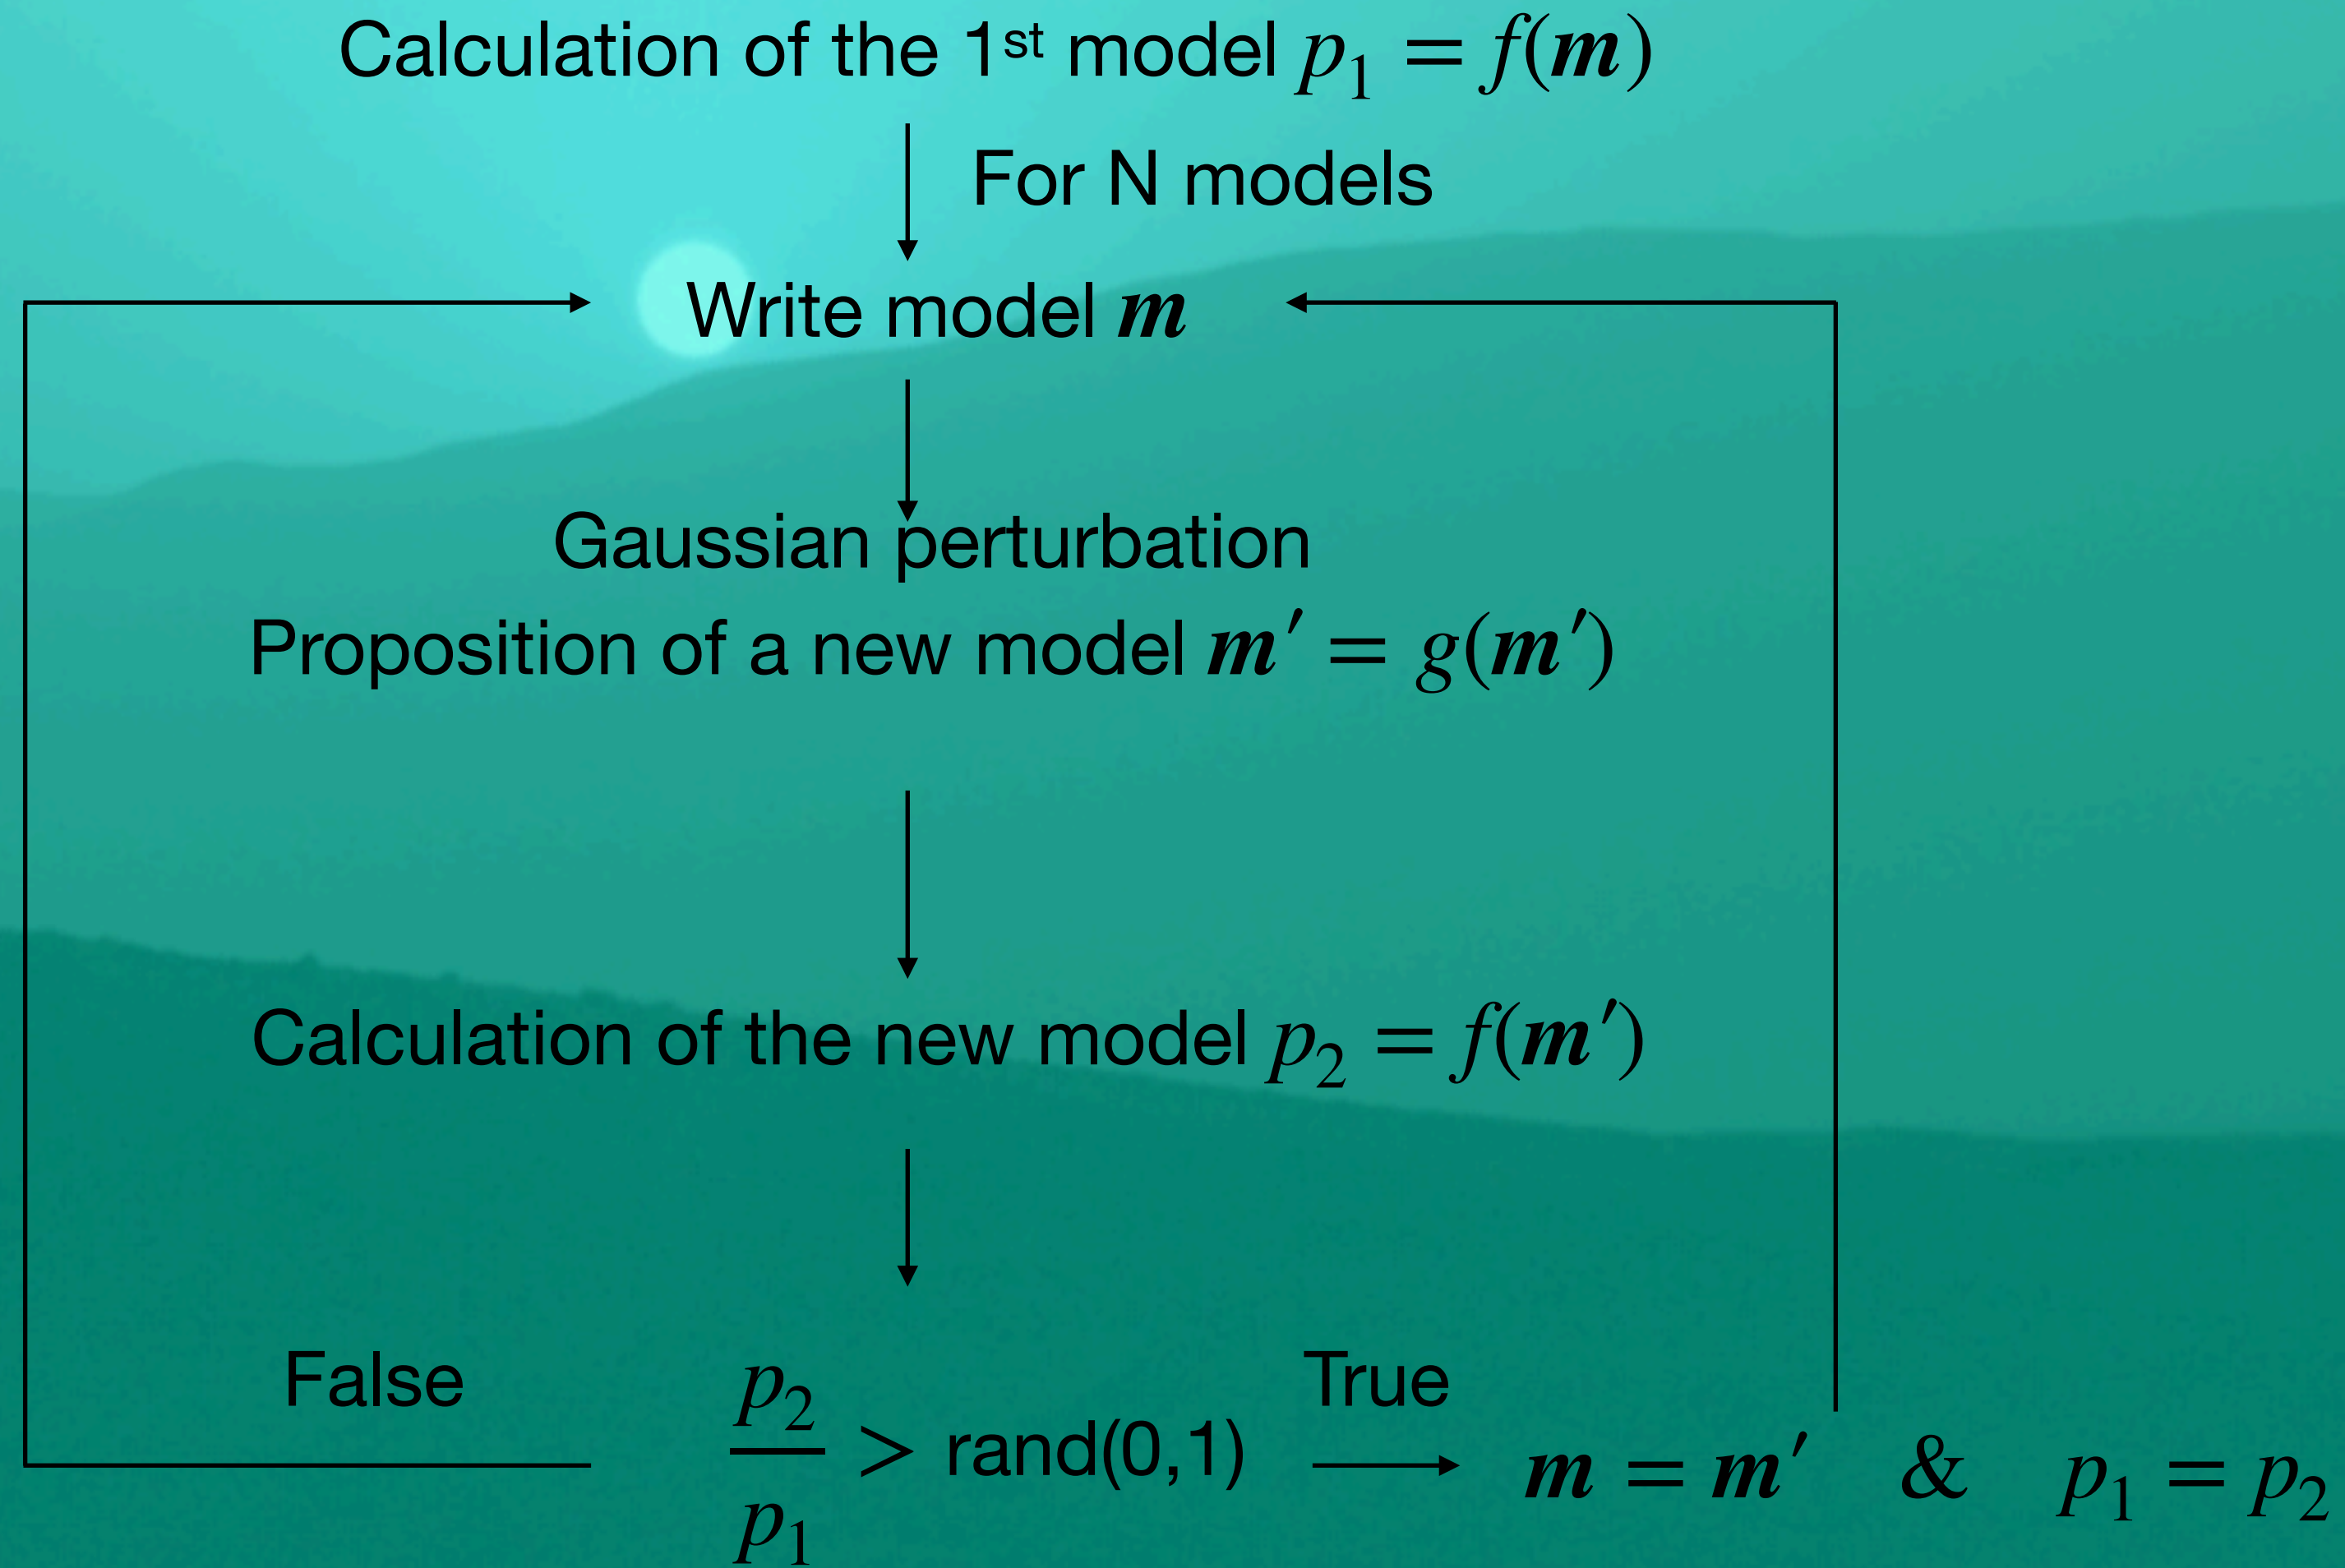 Calculation of the 1st model p₁ = f(m)
For N models
Write model m
Gaussian perturbation
Proposition of a new model m′ = g(m′)
Calculation of the new model p₂ = f(m′)
False
True
p₂/p₁ > rand(0,1)
m = m′ & p₁ = p₂